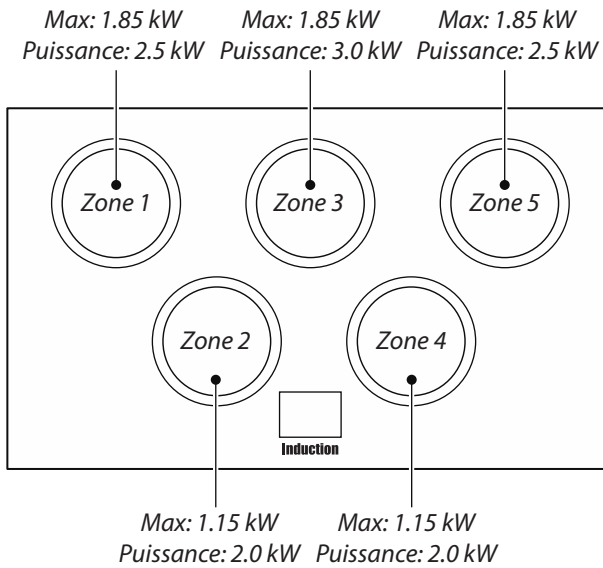 Max: 1.85 kW
Puissance: 2.5 kW
Max: 1.85 kW
Puissance: 3.0 kW
Max: 1.85 kW
Puissance: 2.5 kW
Zone 1
Zone 3
Zone 5
Zone 2
Zone 4
Induction
Max: 1.15 kW
Puissance: 2.0 kW
Max: 1.15 kW
Puissance: 2.0 kW